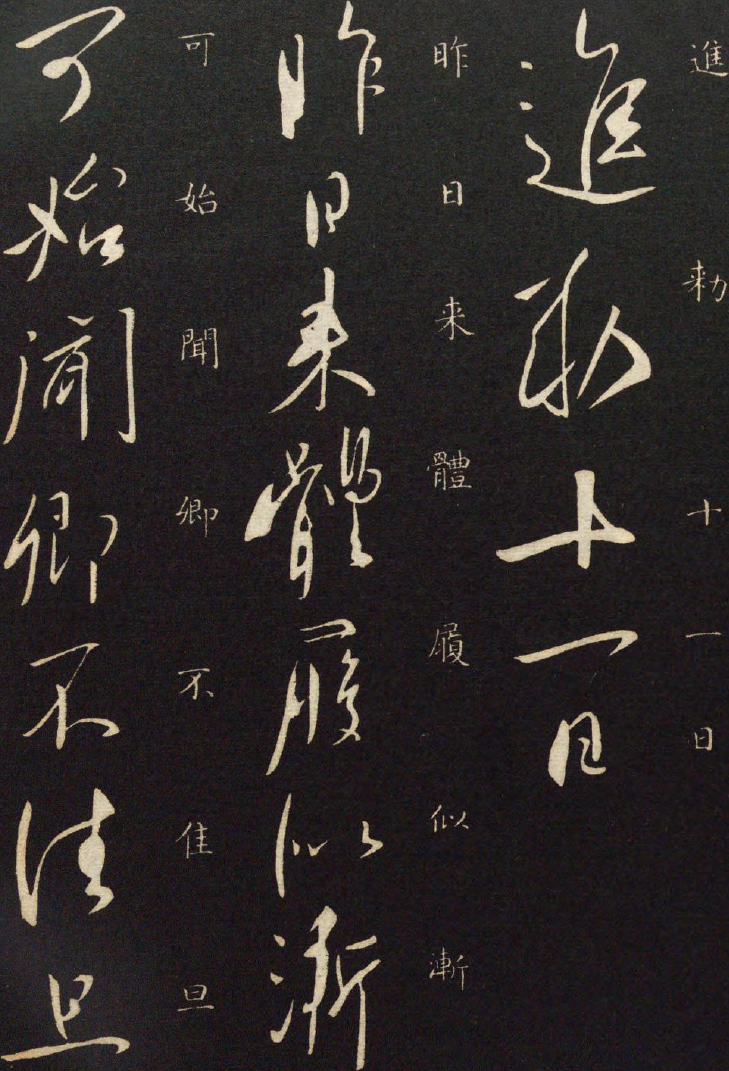 進
勑
十
一
日
進勑十一日
昨
日
来
體
履
似
漸
昨日来體履似漸
可
始
聞
卿
不
佳
旦
可始聞卿不佳旦